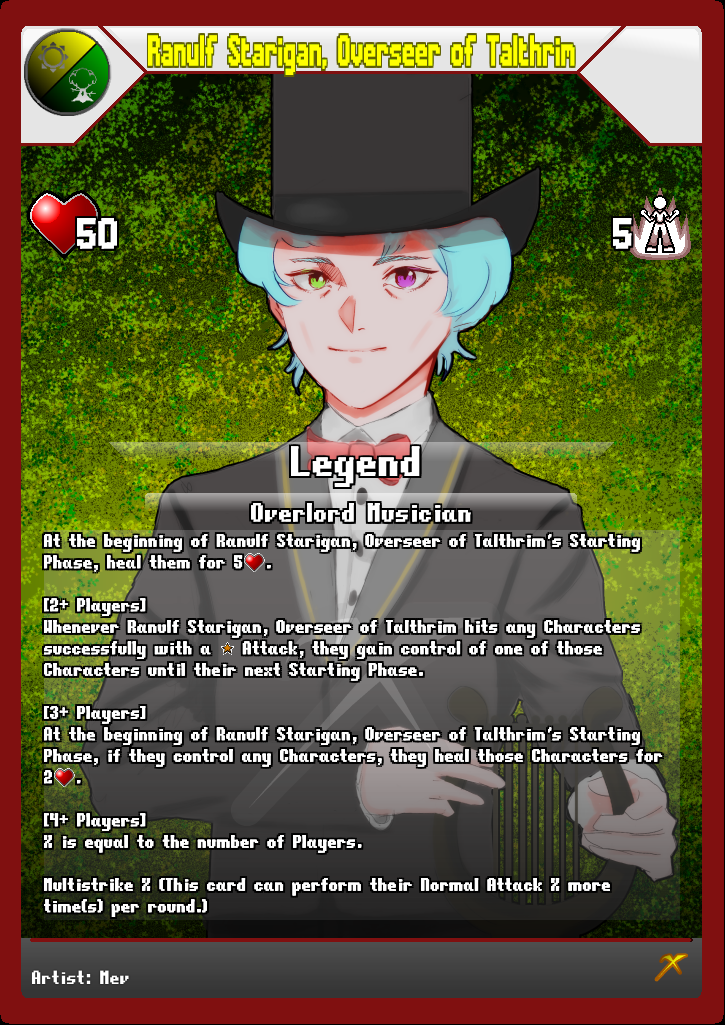 Ranulf Starigan, Overseer of Talthrim
50
5
Legend
Overlord Musician
At the beginning of Ranulf Starigan, Overseer of Talthrim's Starting
Phase, heal them for 5❤.
[2+ Players]
Whenever Ranulf Starigan, Overseer of Talthrim hits any Characters
successfully with a ★ Attack, they gain control of one of those
Characters until their next Starting Phase.
[3+ Players]
At the beginning of Ranulf Starigan, Overseer of Talthrim's Starting
Phase, if they control any Characters, they heal those Characters for
2❤.
[4+ Players]
X is equal to the number of Players.
Multistrike X (This card can perform their Normal Attack X more
time(s) per round.)
Artist: Mev